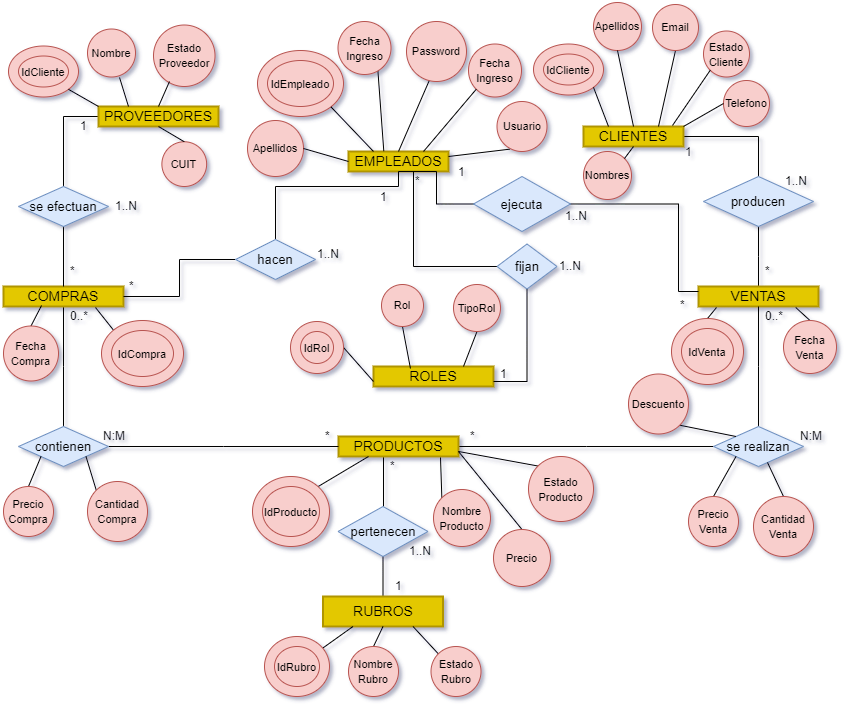 Apellidos
Email
Nombre
Estado
Proveedor
Fecha
Ingreso
Password
Fecha
Ingreso
Estado
Cliente
IdCliente
IdEmpleado
IdCliente
Telefono
PROVEEDORES
1
Usuario
CLIENTES
1
Apellidos
EMPLEADOS
1
*
1
CUIT
Nombres
1..N
se efectuan
1..N
ejecuta
1..N
producen
hacen
1..N
fijan
1..N
*
*
*
*
COMPRAS
VENTAS
0..*
0..*
Rol
TipoRol
Fecha
Compra
IdCompra
IdRol
IdVenta
Fecha
Venta
ROLES
1
Descuento
N:M
*
*
N:M
contienen
PRODUCTOS
se realizan
*
Precio
Compra
Cantidad
Compra
IdProducto
Nombre
Producto
Estado
Producto
Precio
Venta
Cantidad
Venta
pertenecen
1..N
Precio
1
RUBROS
IdRubro
Nombre
Rubro
Estado
Rubro